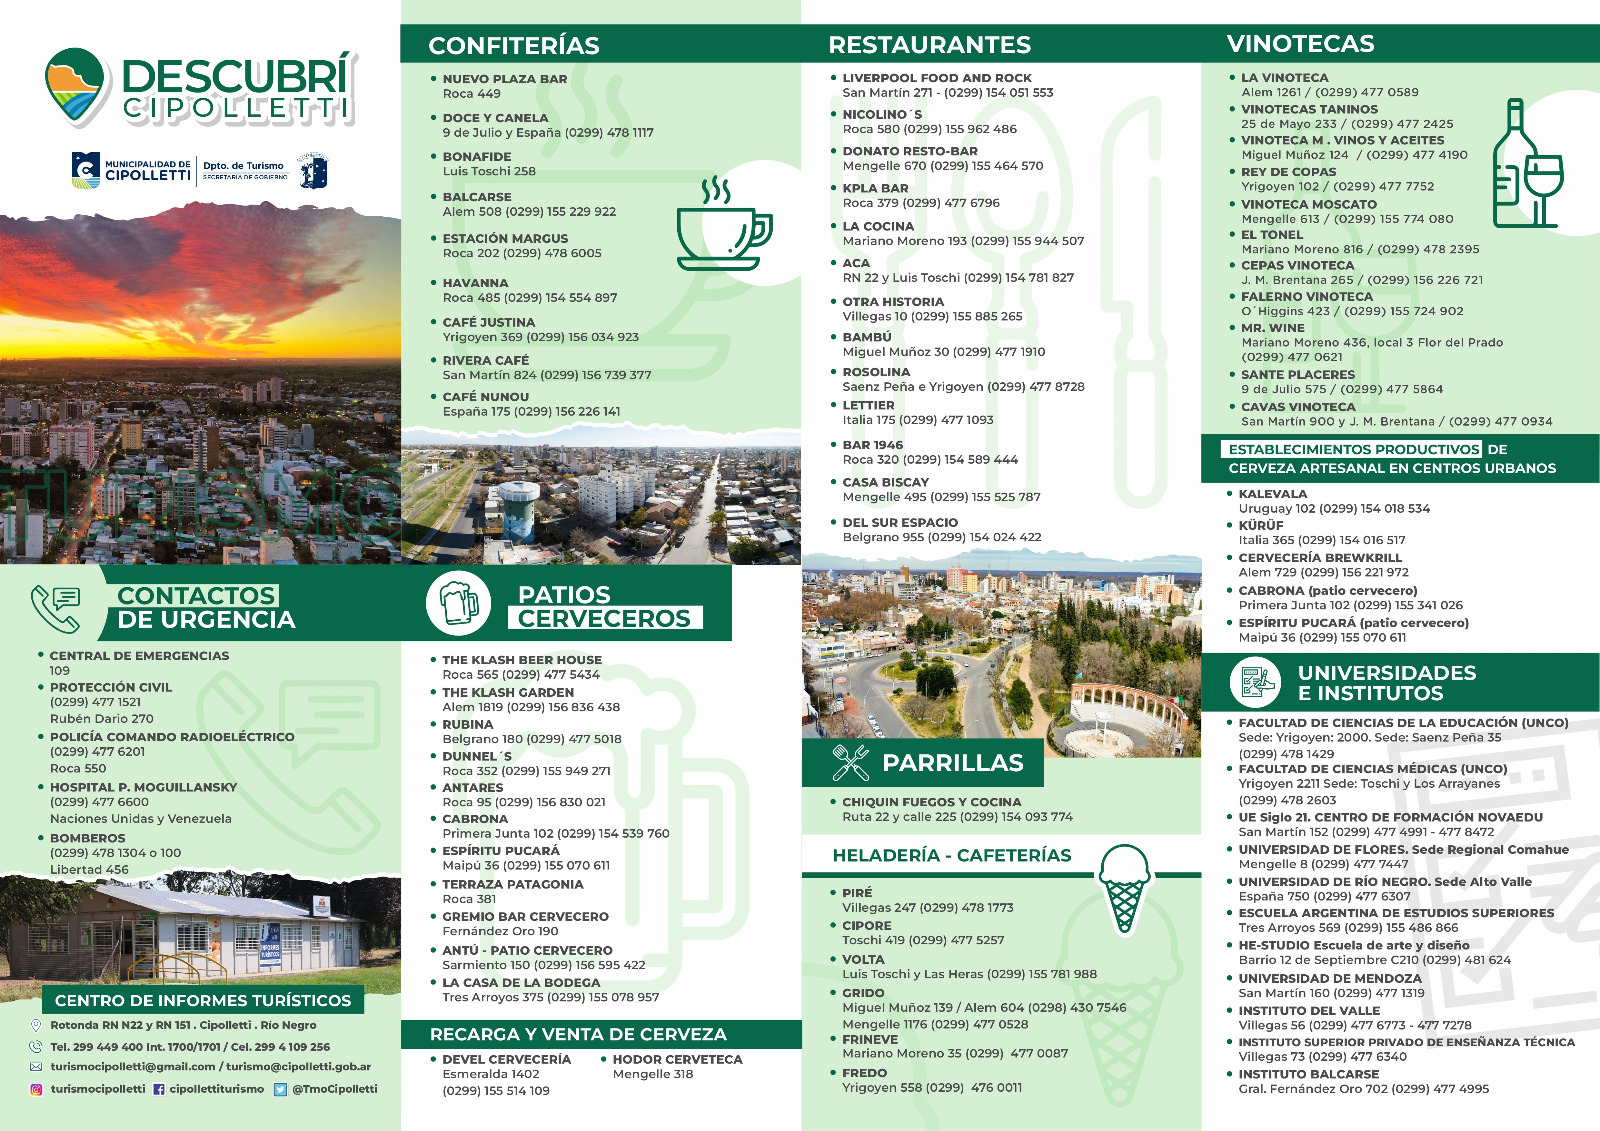 DESCUBRÍ
CIPOLLETTI
MUNICIPALIDAD DE
CIPOLLETTI
Dpto. de Turismo
SECRETARÍA DE GOBIERNO
TURISMO
CONTACTOS
DE URGENCIA
CENTRAL DE EMERGENCIAS
109
PROTECCIÓN CIVIL
(0299) 477 1521
Rubén Dario 270
POLICÍA COMANDO RADIOELÉCTRICO
(0299) 477 6201
Roca 550
HOSPITAL P. MOGUILLANSKY
(0299) 477 6600
Naciones Unidas y Venezuela
BOMBEROS
(0299) 478 1304 o 100
Libertad 456
INFORMES
TURÍSTICOS
CENTRO DE INFORMES TURÍSTICOS
Rotonda RN N22 y RN 151 . Cipolletti . Río Negro
Tel. 299 449 400 Int. 1700/1701 / Cel. 299 4 109 256
turismocipolletti@gmail.com / turismo@cipolletti.gob.ar
turismocipolletti cipollettiturismo @TmoCipolletti
CONFITERÍAS
NUEVO PLAZA BAR
Roca 449
DOCE Y CANELA
9 de Julio y España (0299) 478 1117
BONAFIDE
Luis Toschi 258
BALCARSE
Alem 508 (0299) 155 229 922
ESTACIÓN MARGUS
Roca 202 (0299) 478 6005
HAVANNA
Roca 485 (0299) 154 554 897
CAFÉ JUSTINA
Yrigoyen 369 (0299) 156 034 923
RIVERA CAFÉ
San Martín 824 (0299) 156 739 377
CAFÉ NUNOU
España 175 (0299) 156 226 141
PATIOS
CERVECEROS
THE KLASH BEER HOUSE
Roca 565 (0299) 477 5434
THE KLASH GARDEN
Alem 1819 (0299) 156 836 438
RUBINA
Belgrano 180 (0299) 477 5018
DUNNEL´S
Roca 352 (0299) 155 949 271
ANTARES
Roca 95 (0299) 156 830 021
CABRONA
Primera Junta 102 (0299) 154 539 760
ESPÍRITU PUCARÁ
Maipú 36 (0299) 155 070 611
TERRAZA PATAGONIA
Roca 381
GREMIO BAR CERVECERO
Fernández Oro 190
ANTÚ - PATIO CERVECERO
Sarmiento 150 (0299) 156 595 422
LA CASA DE LA BODEGA
Tres Arroyos 375 (0299) 155 078 957
RECARGA Y VENTA DE CERVEZA
DEVEL CERVECERÍA
Esmeralda 1402
(0299) 155 514 109
HODOR CERVETECA
Mengelle 318
RESTAURANTES
LIVERPOOL FOOD AND ROCK
San Martín 271 - (0299) 154 051 553
NICOLINO´S
Roca 580 (0299) 155 962 486
DONATO RESTO-BAR
Mengelle 670 (0299) 155 464 570
KPLA BAR
Roca 379 (0299) 477 6796
LA COCINA
Mariano Moreno 193 (0299) 155 944 507
ACA
RN 22 y Luis Toschi (0299) 154 781 827
OTRA HISTORIA
Villegas 10 (0299) 155 885 265
BAMBÚ
Miguel Muñoz 30 (0299) 477 1910
ROSOLINA
Saenz Peña e Yrigoyen (0299) 477 8728
LETTIER
Italia 175 (0299) 477 1093
BAR 1946
Roca 320 (0299) 154 589 444
CASA BISCAY
Mengelle 495 (0299) 155 525 787
DEL SUR ESPACIO
Belgrano 955 (0299) 154 024 422
PARRILLAS
CHIQUIN FUEGOS Y COCINA
Ruta 22 y calle 225 (0299) 154 093 774
HELADERÍA - CAFETERÍAS
PIRÉ
Villegas 247 (0299) 478 1773
CIPORE
Toschi 419 (0299) 477 5257
VOLTA
Luis Toschi y Las Heras (0299) 155 781 988
GRIDO
Miguel Muñoz 139 / Alem 604 (0298) 430 7546
Mengelle 1176 (0299) 477 0528
FRINEVE
Mariano Moreno 35 (0299) 477 0087
FREDO
Yrigoyen 558 (0299) 476 0011
VINOTECAS
LA VINOTECA
Alem 1261 / (0299) 477 0589
VINOTECAS TANINOS
25 de Mayo 233 / (0299) 477 2425
VINOTECA M . VINOS Y ACEITES
Miguel Muñoz 124 / (0299) 477 4190
REY DE COPAS
Yrigoyen 102 / (0299) 477 7752
VINOTECA MOSCATO
Mengelle 613 / (0299) 155 774 080
EL TONEL
Mariano Moreno 816 / (0299) 478 2395
CEPAS VINOTECA
J. M. Brentana 265 / (0299) 156 226 721
FALERNO VINOTECA
O´Higgins 423 / (0299) 155 724 902
MR. WINE
Mariano Moreno 436, local 3 Flor del Prado
(0299) 477 0621
SANTE PLACERES
9 de Julio 575 / (0299) 477 5864
CAVAS VINOTECA
San Martín 900 y J. M. Brentana / (0299) 477 0934
ESTABLECIMIENTOS PRODUCTIVOS DE
CERVEZA ARTESANAL EN CENTROS URBANOS
KALEVALA
Uruguay 102 (0299) 154 018 534
KÜRÜF
Italia 365 (0299) 154 016 517
CERVECERÍA BREWKRILL
Alem 729 (0299) 156 221 972
CABRONA (patio cervecero)
Primera Junta 102 (0299) 155 341 026
ESPÍRITU PUCARÁ (patio cervecero)
Maipú 36 (0299) 155 070 611
UNIVERSIDADES
E INSTITUTOS
FACULTAD DE CIENCIAS DE LA EDUCACIÓN (UNCO)
Sede: Yrigoyen: 2000. Sede: Saenz Peña 35
(0299) 478 1429
FACULTAD DE CIENCIAS MÉDICAS (UNCO)
Yrigoyen 2211 Sede: Toschi y Los Arrayanes
(0299) 478 2603
UE Siglo 21. CENTRO DE FORMACIÓN NOVAEDU
San Martín 152 (0299) 477 4991 - 477 8472
UNIVERSIDAD DE FLORES. Sede Regional Comahue
Mengelle 8 (0299) 477 7447
UNIVERSIDAD DE RÍO NEGRO. Sede Alto Valle
España 750 (0299) 477 6307
ESCUELA ARGENTINA DE ESTUDIOS SUPERIORES
Tres Arroyos 569 (0299) 155 486 866
HE-STUDIO Escuela de arte y diseño
Barrio 12 de Septiembre C210 (0299) 481 624
UNIVERSIDAD DE MENDOZA
San Martín 160 (0299) 477 1319
INSTITUTO DEL VALLE
Villegas 56 (0299) 477 6773 - 477 7278
INSTITUTO SUPERIOR PRIVADO DE ENSEÑANZA TÉCNICA
Villegas 73 (0299) 477 6340
INSTITUTO BALCARSE
Gral. Fernández Oro 702 (0299) 477 4995